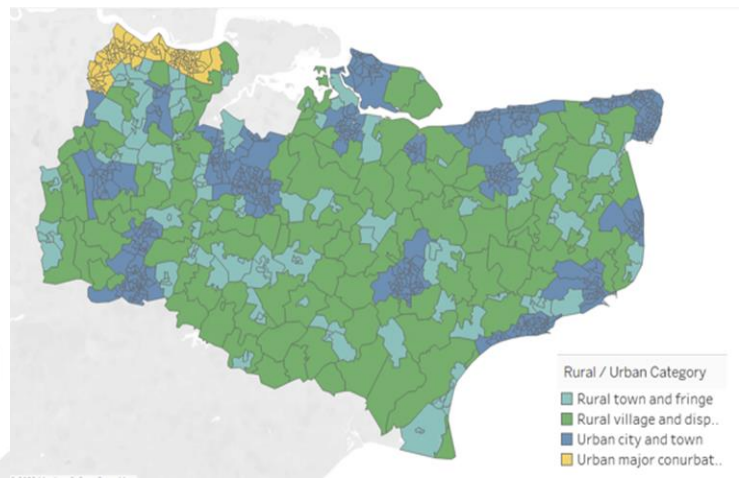 Rural / Urban Category
Rural town and fringe
Rural village and disp..
Urban city and town
Urban major conurbat..